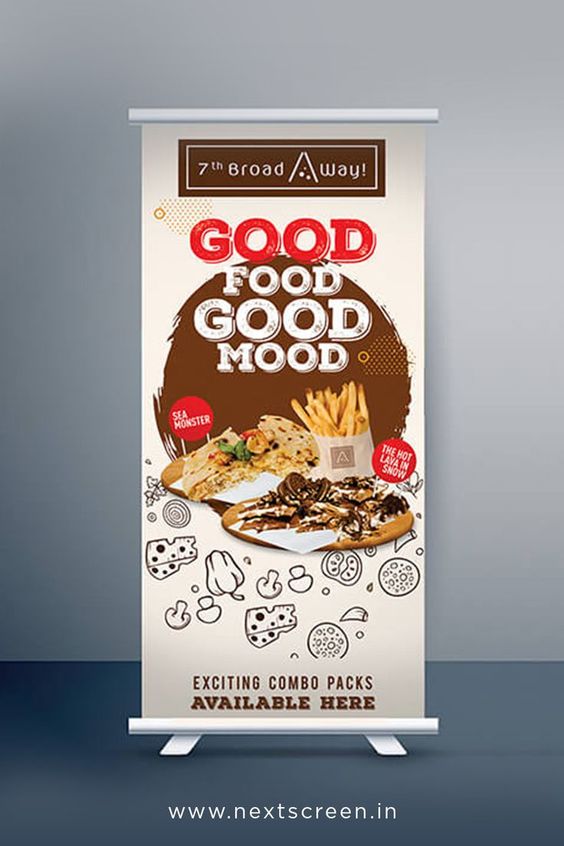 7th Broad Away!
GOOD
FOOD
GOOD
MOOD
SEA
MONSTER
THE HOT
LAVA IN
SNOW
EXCITING COMBO PACKS
AVAILABLE HERE
www.nextscreen.in